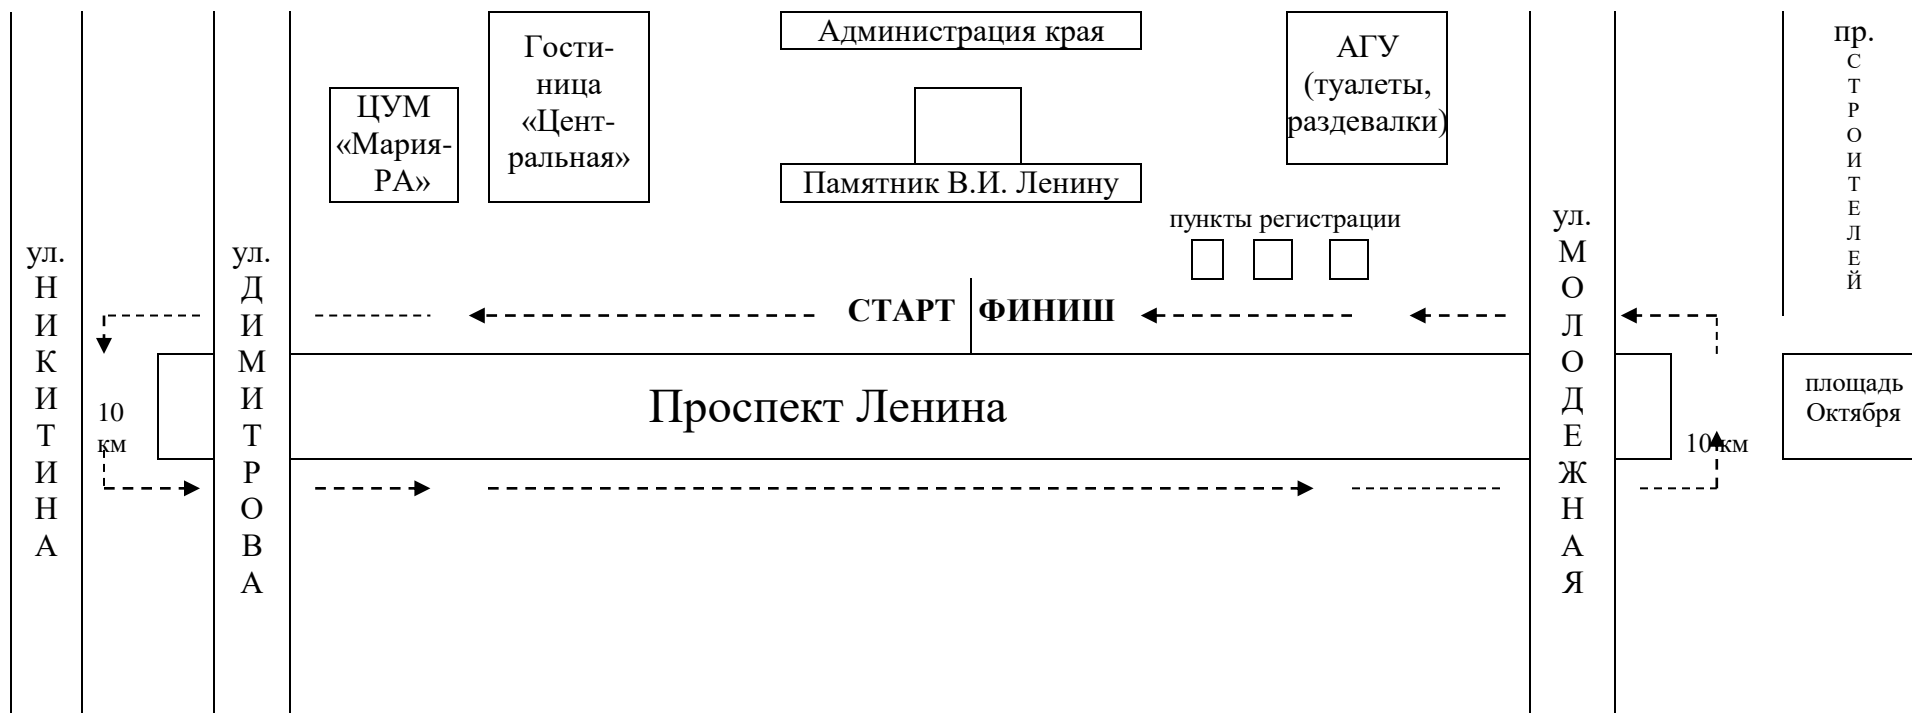 Администрация края
Гости-
ница
«Цент-
ральная»
АГУ
(туалеты,
раздевалки)
пр.
СТРОИТЕЛЕЙ
ЦУМ
«Мария-
РА»
Памятник В.И. Ленину
пункты регистрации
ул.
НИКИТИНА
ул.
ДИМИТРОВА
СТАРТ ФИНИШ
ул.
МОЛОДЕЖНАЯ
Проспект Ленина
10
км
10 км
площадь
Октября